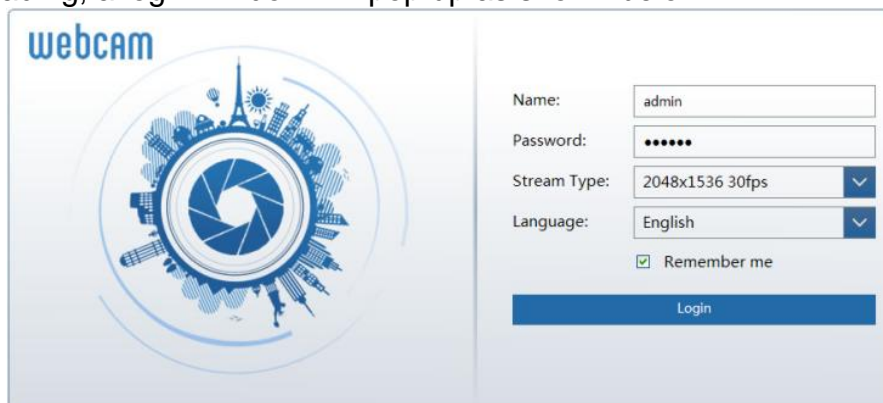 webcam
Name: admin
Password: ••••••
Stream Type: 2048x1536 30fps
Language: English
Remember me
Login